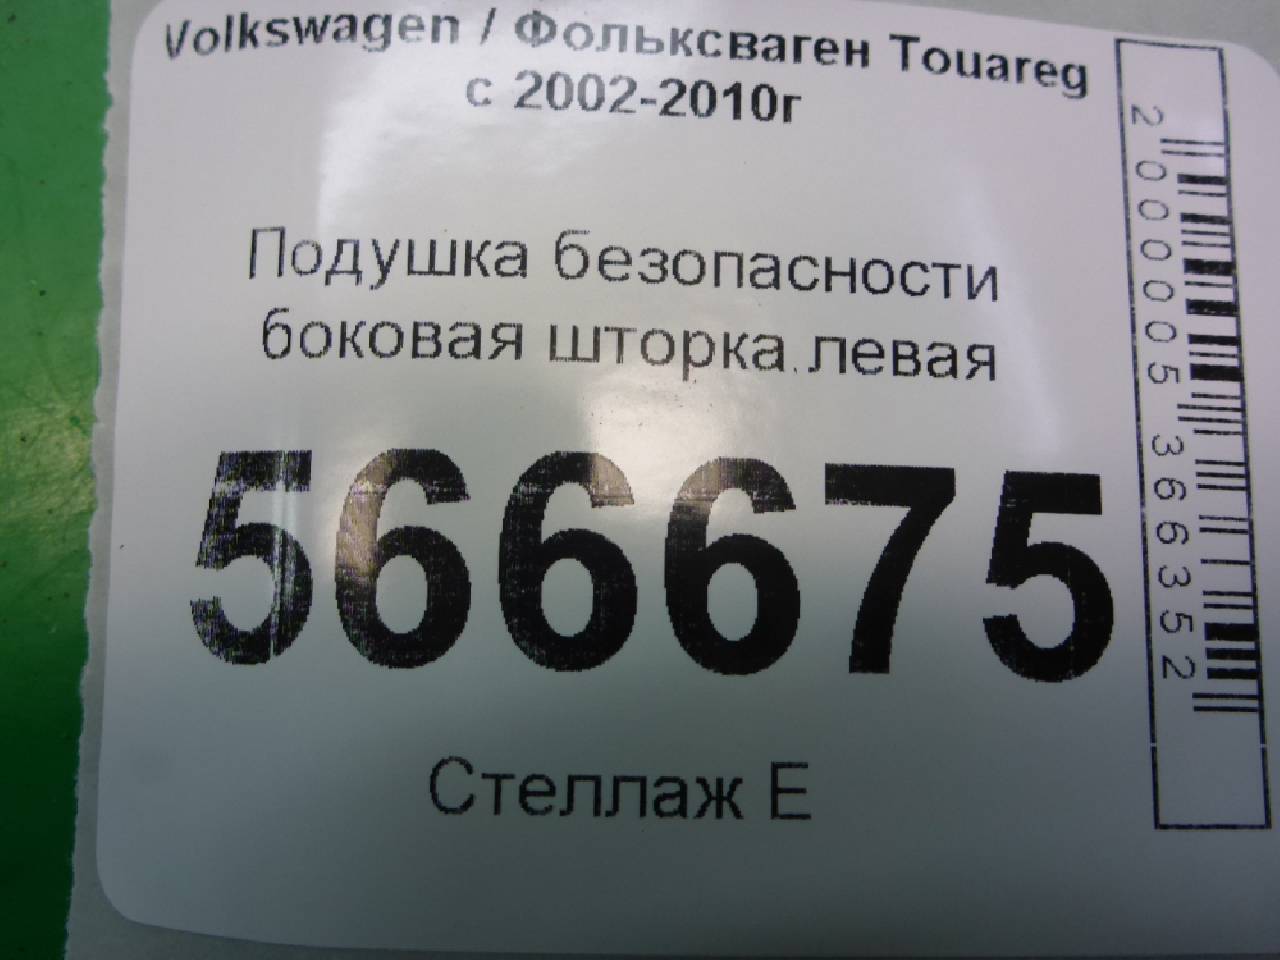 Volkswagen / Фольксваген Touareg
с 2002-2010г
Подушка безопасности
боковая шторка левая
566675
Стеллаж Е
2000005366352